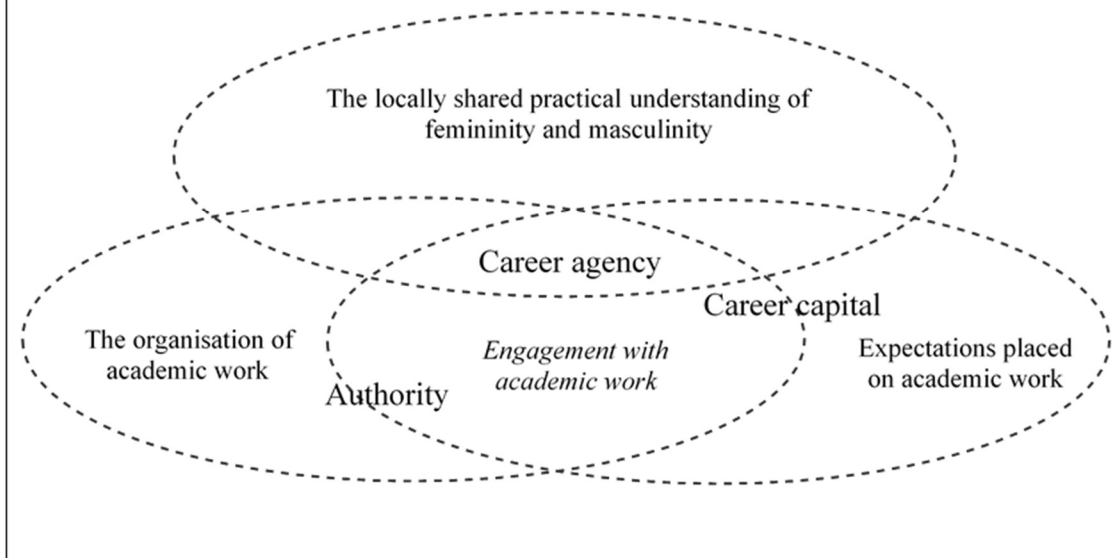 The locally shared practical understanding of
femininity and masculinity
Career agency
Career capital
The organisation of
academic work
Engagement with
academic work
Expectations placed
on academic work
Authority